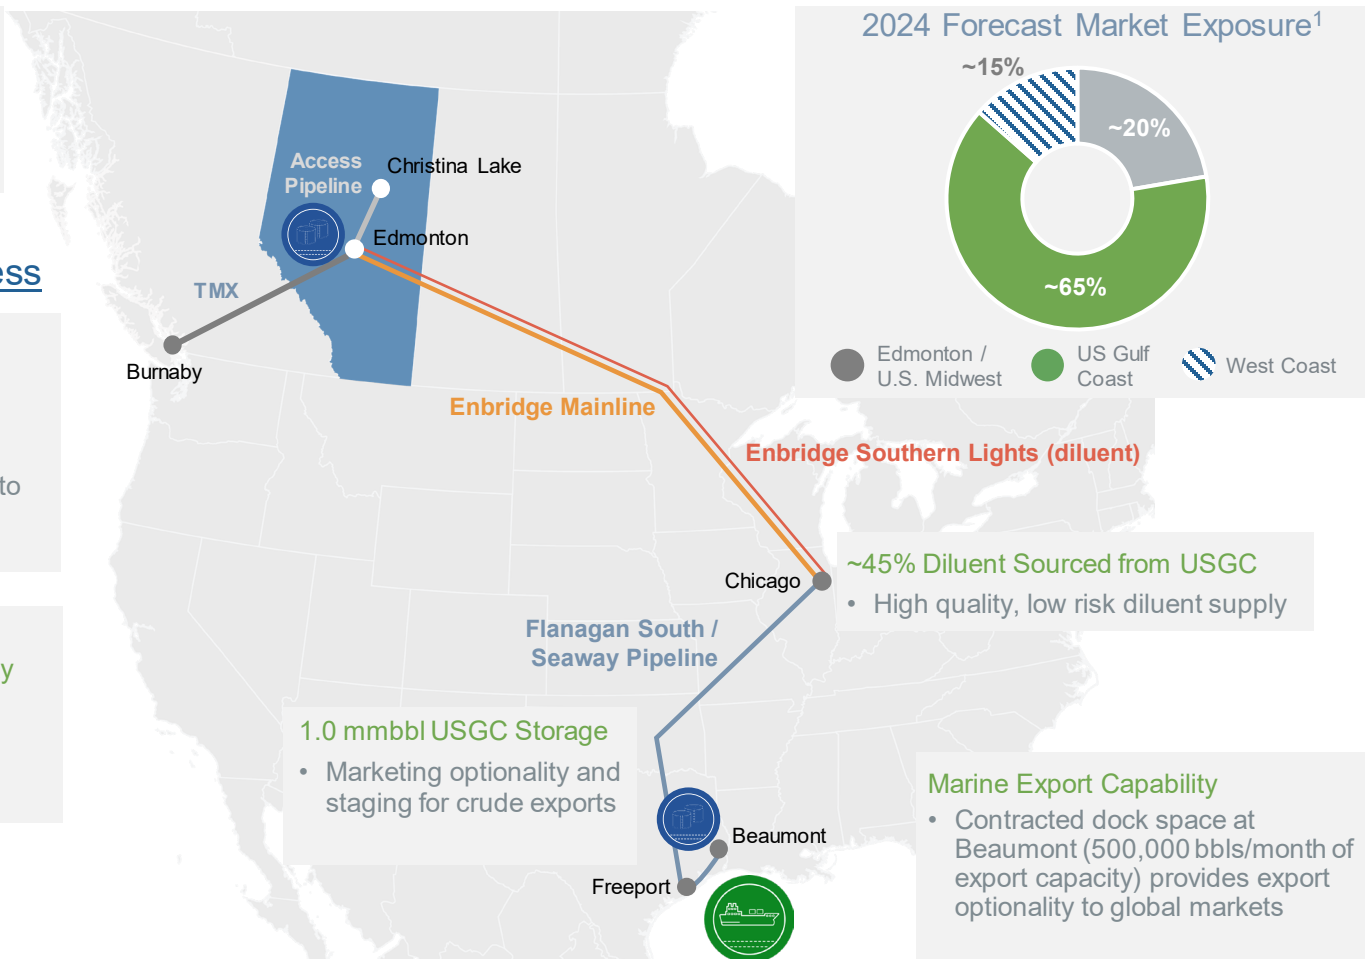 2024 Forecast Market Exposure1
~15%
~20%
~65%
Edmonton /
U.S. Midwest
US Gulf
Coast
West Coast
Access
Pipeline
Christina Lake
Edmonton
ess
TMX
Burnaby
Enbridge Mainline
Enbridge Southern Lights (diluent)
to
Chicago
~45% Diluent Sourced from USGC
• High quality, low risk diluent supply
Flanagan South /
Seaway Pipeline
y
1.0 mmbbl USGC Storage
• Marketing optionality and
staging for crude exports
Beaumont
Freeport
Marine Export Capability
• Contracted dock space at
Beaumont (500,000 bbls/month of
export capacity) provides export
optionality to global markets